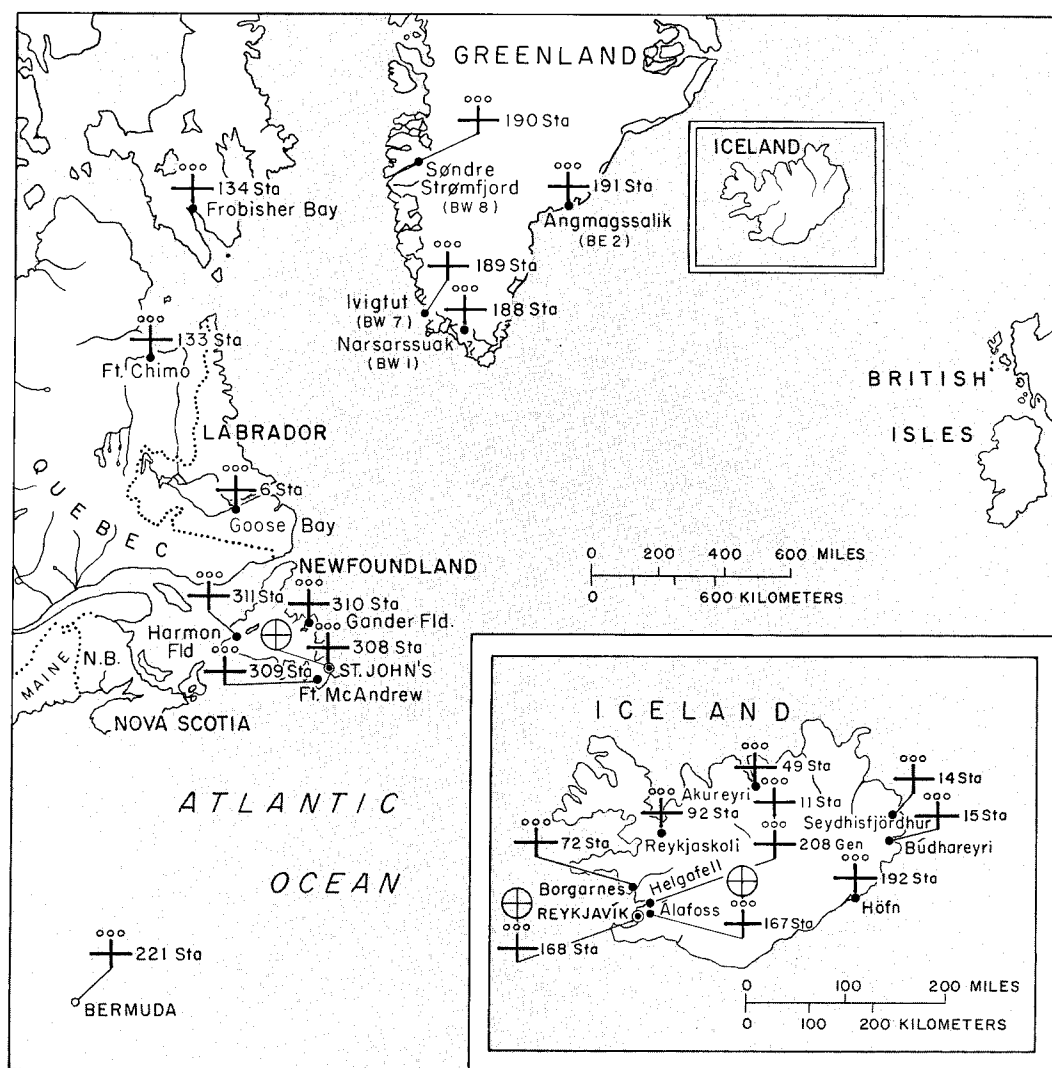 GREENLAND
190 Sta
Søndre
Strømfjord
(BW 8)
134 Sta
Frobisher Bay
191 Sta
Angmagssalik
(BE 2)
ICELAND
189 Sta
Ivigtut
(BW 7)
188 Sta
Narsarssuak
(BW 1)
133 Sta
Ft. Chimo
BRITISH
ISLES
LABRADOR
6 Sta
Goose Bay
QUEBEC
0 200 400 600 MILES
0 600 KILOMETERS
NEWFOUNDLAND
311 Sta
310 Sta
Gander Fld.
Harmon
Fld
308 Sta
309 Sta
ST. JOHN'S
Ft. McAndrew
MAINE
N.B.
NOVA SCOTIA
ATLANTIC
OCEAN
221 Sta
BERMUDA
ICELAND
49 Sta
Akureyri
14 Sta
11 Sta
Seydhisfjördhur
15 Sta
92 Sta
Reykjaskoli
72 Sta
208 Gen
Búdhareyri
Borgarnes
Helgafell
192 Sta
Höfn
REYKJAVÍK
Álafoss
167 Sta
168 Sta
0 100 200 MILES
0 100 200 KILOMETERS